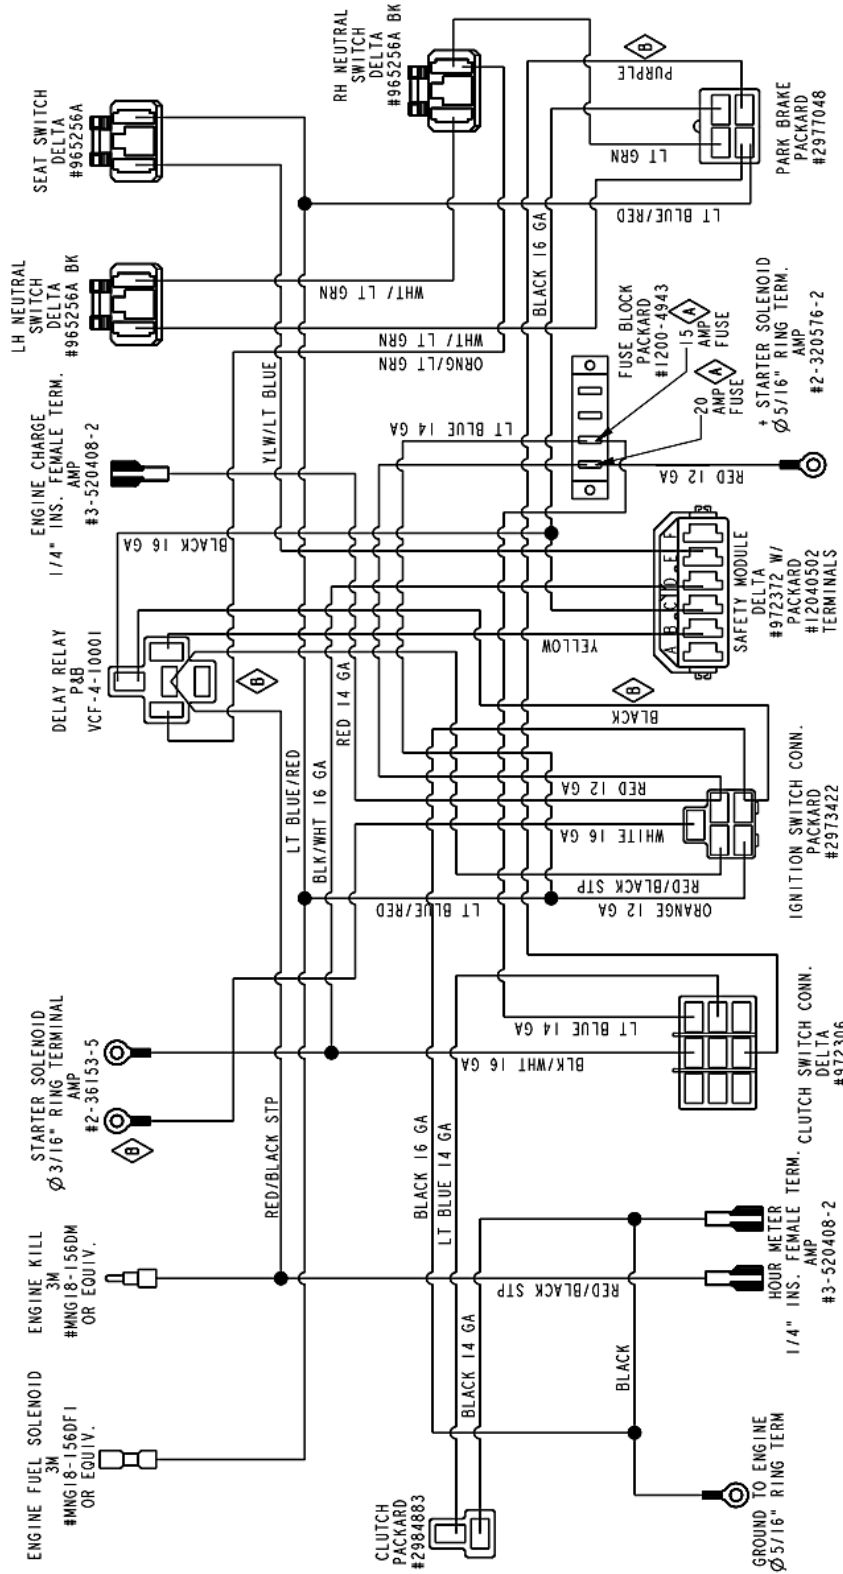 ENGINE FUEL SOLENOID
3M
#MNG18-156DFI
OR EQUIV.
ENGINE KILL
3M
#MNG18-156DM
OR EQUIV.
STARTER SOLENOID
Ø3/16" RING TERMINAL
AMP
#2-36153-5
B
DELAY RELAY
P&B
VCF-4-10001
B
ENGINE CHARGE
1/4" INS. FEMALE TERM.
AMP
#3-520408-2
LH NEUTRAL
SWITCH
DELTA
#965256A BK
SEAT SWITCH
DELTA
#965256A
RH NEUTRAL
SWITCH
DELTA
#965256A BK
RED/BLACK STP
LT BLUE/RED
BLK/WHT 16 GA
RED 14 GA
BLACK 16 GA
YLW/LT BLUE
ORNG/LT GRN
WHT/ LT GRN
WHT/ LT GRN
LT BLUE/RED
BLACK 16 GA
LT BLUE 14 GA
BLACK 14 GA
BLACK
RED/BLACK STP
BLK/WHT 16 GA
LT BLUE 14 GA
ORANGE 12 GA
RED/BLACK STP
WHITE 16 GA
RED 12 GA
BLACK
B
YELLOW
LT BLUE 14 GA
RED 12 GA
BLACK 16 GA
LT BLUE/RED
LT GRN
PURPLE
B
CLUTCH
PACKARD
#2984883
GROUND TO ENGINE
Ø5/16" RING TERM
HOUR METER
1/4" INS. FEMALE TERM.
AMP
#3-520408-2
CLUTCH SWITCH CONN.
DELTA
#972306
IGNITION SWITCH CONN.
PACKARD
#2973422
A B C D E F
SAFETY MODULE
DELTA
#972372 W/
PACKARD
#12040502
TERMINALS
FUSE BLOCK
PACKARD
#1200-4943
15 A
AMP
FUSE
20 A
AMP
FUSE
+ STARTER SOLENOID
Ø5/16" RING TERM.
AMP
#2-320576-2
PARK BRAKE
PACKARD
#2977048